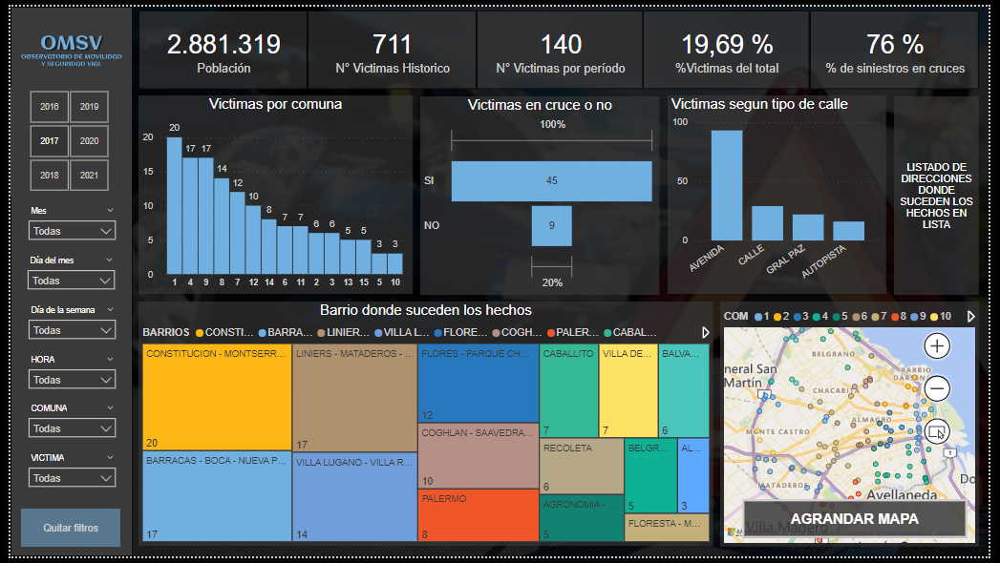 OMSV
OBSERVATORIO DE MOVILIDAD
Y SEGURIDAD VIAL
2016
2019
2017
2020
2018
2021
Mes
Todas
Día del mes
Todas
Día de la semana
Todas
HORA
Todas
COMUNA
Todas
VICTIMA
Todas
Quitar filtros
2.881.319
Población
711
N° Victimas Historico
140
N° Victimas por período
19,69 %
%Victimas del total
76 %
% de siniestros en cruces
Victimas por comuna
20
15
10
5
0
20
17
17
14
12
10
8
7
7
6
6
5
5
3
3
1 4 9 8 7 12 14 6 11 2 3 13 15 5 10
Victimas en cruce o no
100%
SI
45
NO
9
20%
Victimas segun tipo de calle
100
50
0
AVENIDA
CALLE
GRAL PAZ
AUTOPISTA
LISTADO DE
DIRECCIONES
DONDE
SUCEDEN LOS
HECHOS EN
LISTA
Barrio donde suceden los hechos
BARRIOS CONSTI... BARRA... LINIER... VILLA L... FLORE... COGH... PALER... CABAL...
CONSTITUCION - MONTSERR...
20
BARRACAS - BOCA - NUEVA P...
17
LINIERS - MATADEROS - ...
17
VILLA LUGANO - VILLA R...
14
FLORES - PARQUE CH...
12
COGHLAN - SAAVEDRA...
10
PALERMO
8
CABALLITO
7
VILLA DE...
7
BALVA...
6
RECOLETA
6
AGRONOMIA - ...
5
BELGR...
5
AL...
3
FLORESTA - M...
COM 1 2 3 4 5 6 7 8 9 10
BELGRANO
neral San
Martín
BARRIO
CHACARITA
ALMAGRO
MONTE CASTRO
1
MATADEROS
Do
Avellaneda
Villa Madero
AGRANDAR MAPA